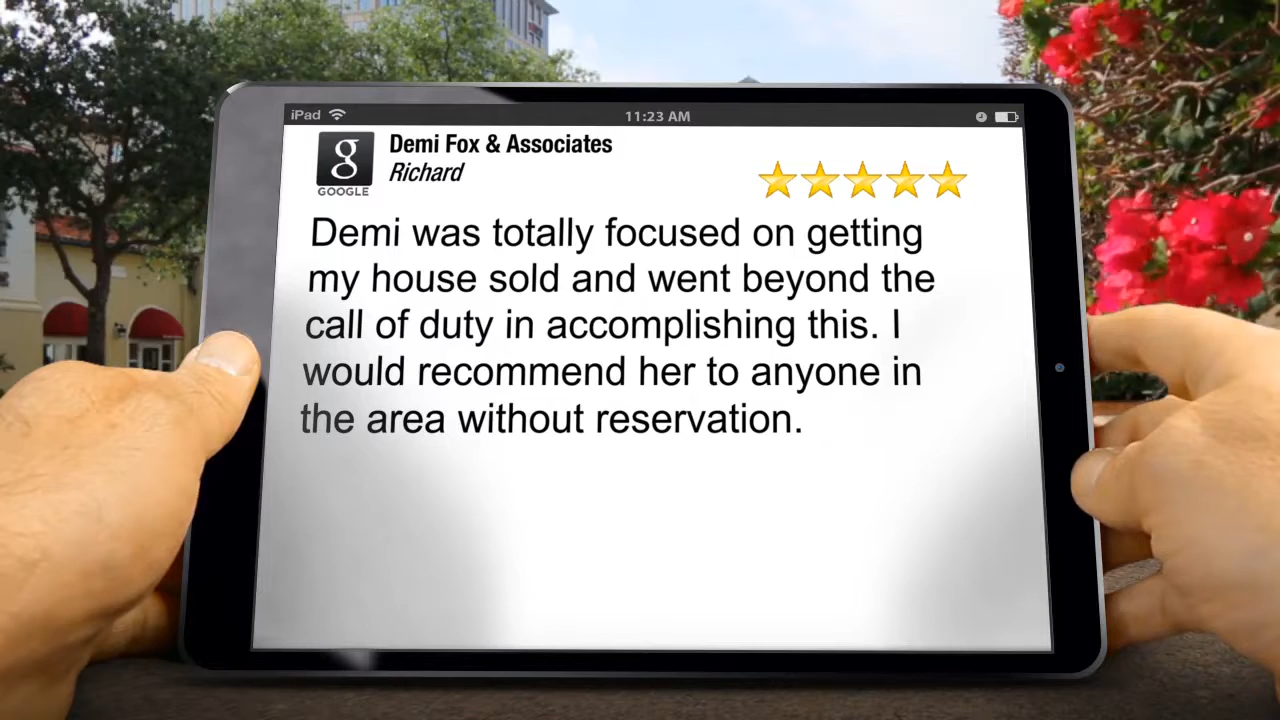 iPad 11:23 AM
g
GOOGLE
Demi Fox & Associates
Richard
Demi was totally focused on getting
my house sold and went beyond the
call of duty in accomplishing this. I
would recommend her to anyone in
the area without reservation.